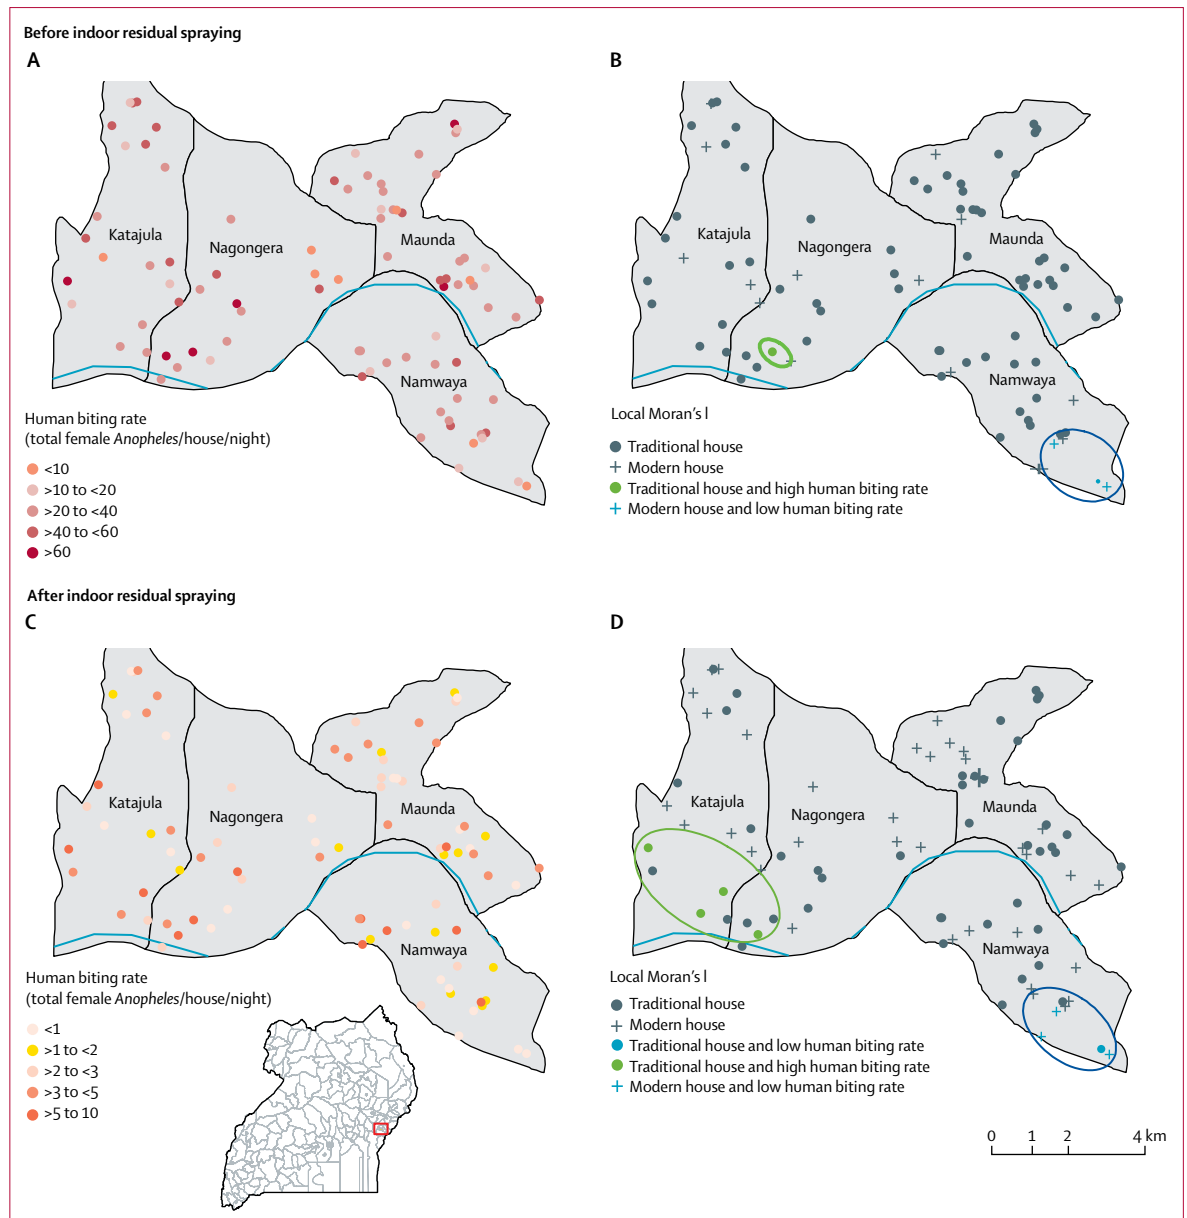 Before indoor residual spraying
A
B
Katajula
Nagongera
Maunda
Namwaya
Katajula
Nagongera
Maunda
Namwaya
Human biting rate
(total female Anopheles/house/night)
<10
>10 to <20
>20 to <40
>40 to <60
>60
Local Moran's l
Traditional house
Modern house
Traditional house and high human biting rate
Modern house and low human biting rate
After indoor residual spraying
C
D
Katajula
Nagongera
Maunda
Namwaya
Katajula
Nagongera
Maunda
Namwaya
Human biting rate
(total female Anopheles/house/night)
<1
>1 to <2
>2 to <3
>3 to <5
>5 to 10
Local Moran's l
Traditional house
Modern house
Traditional house and low human biting rate
Traditional house and high human biting rate
Modern house and low human biting rate
0 1 2 4 km